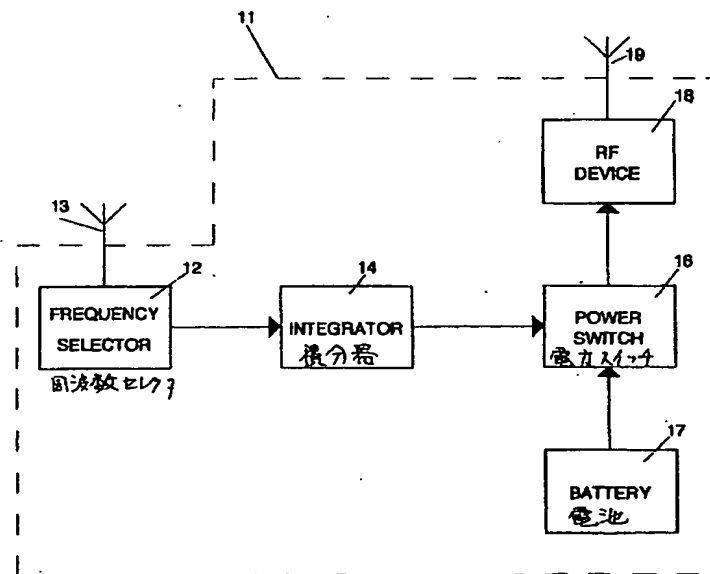 11
19
18
RF
DEVICE
13
12
FREQUENCY
SELECTOR
周波数セレクタ
14
INTEGRATOR
積分器
16
POWER
SWITCH
電力スイッチ
17
BATTERY
電池